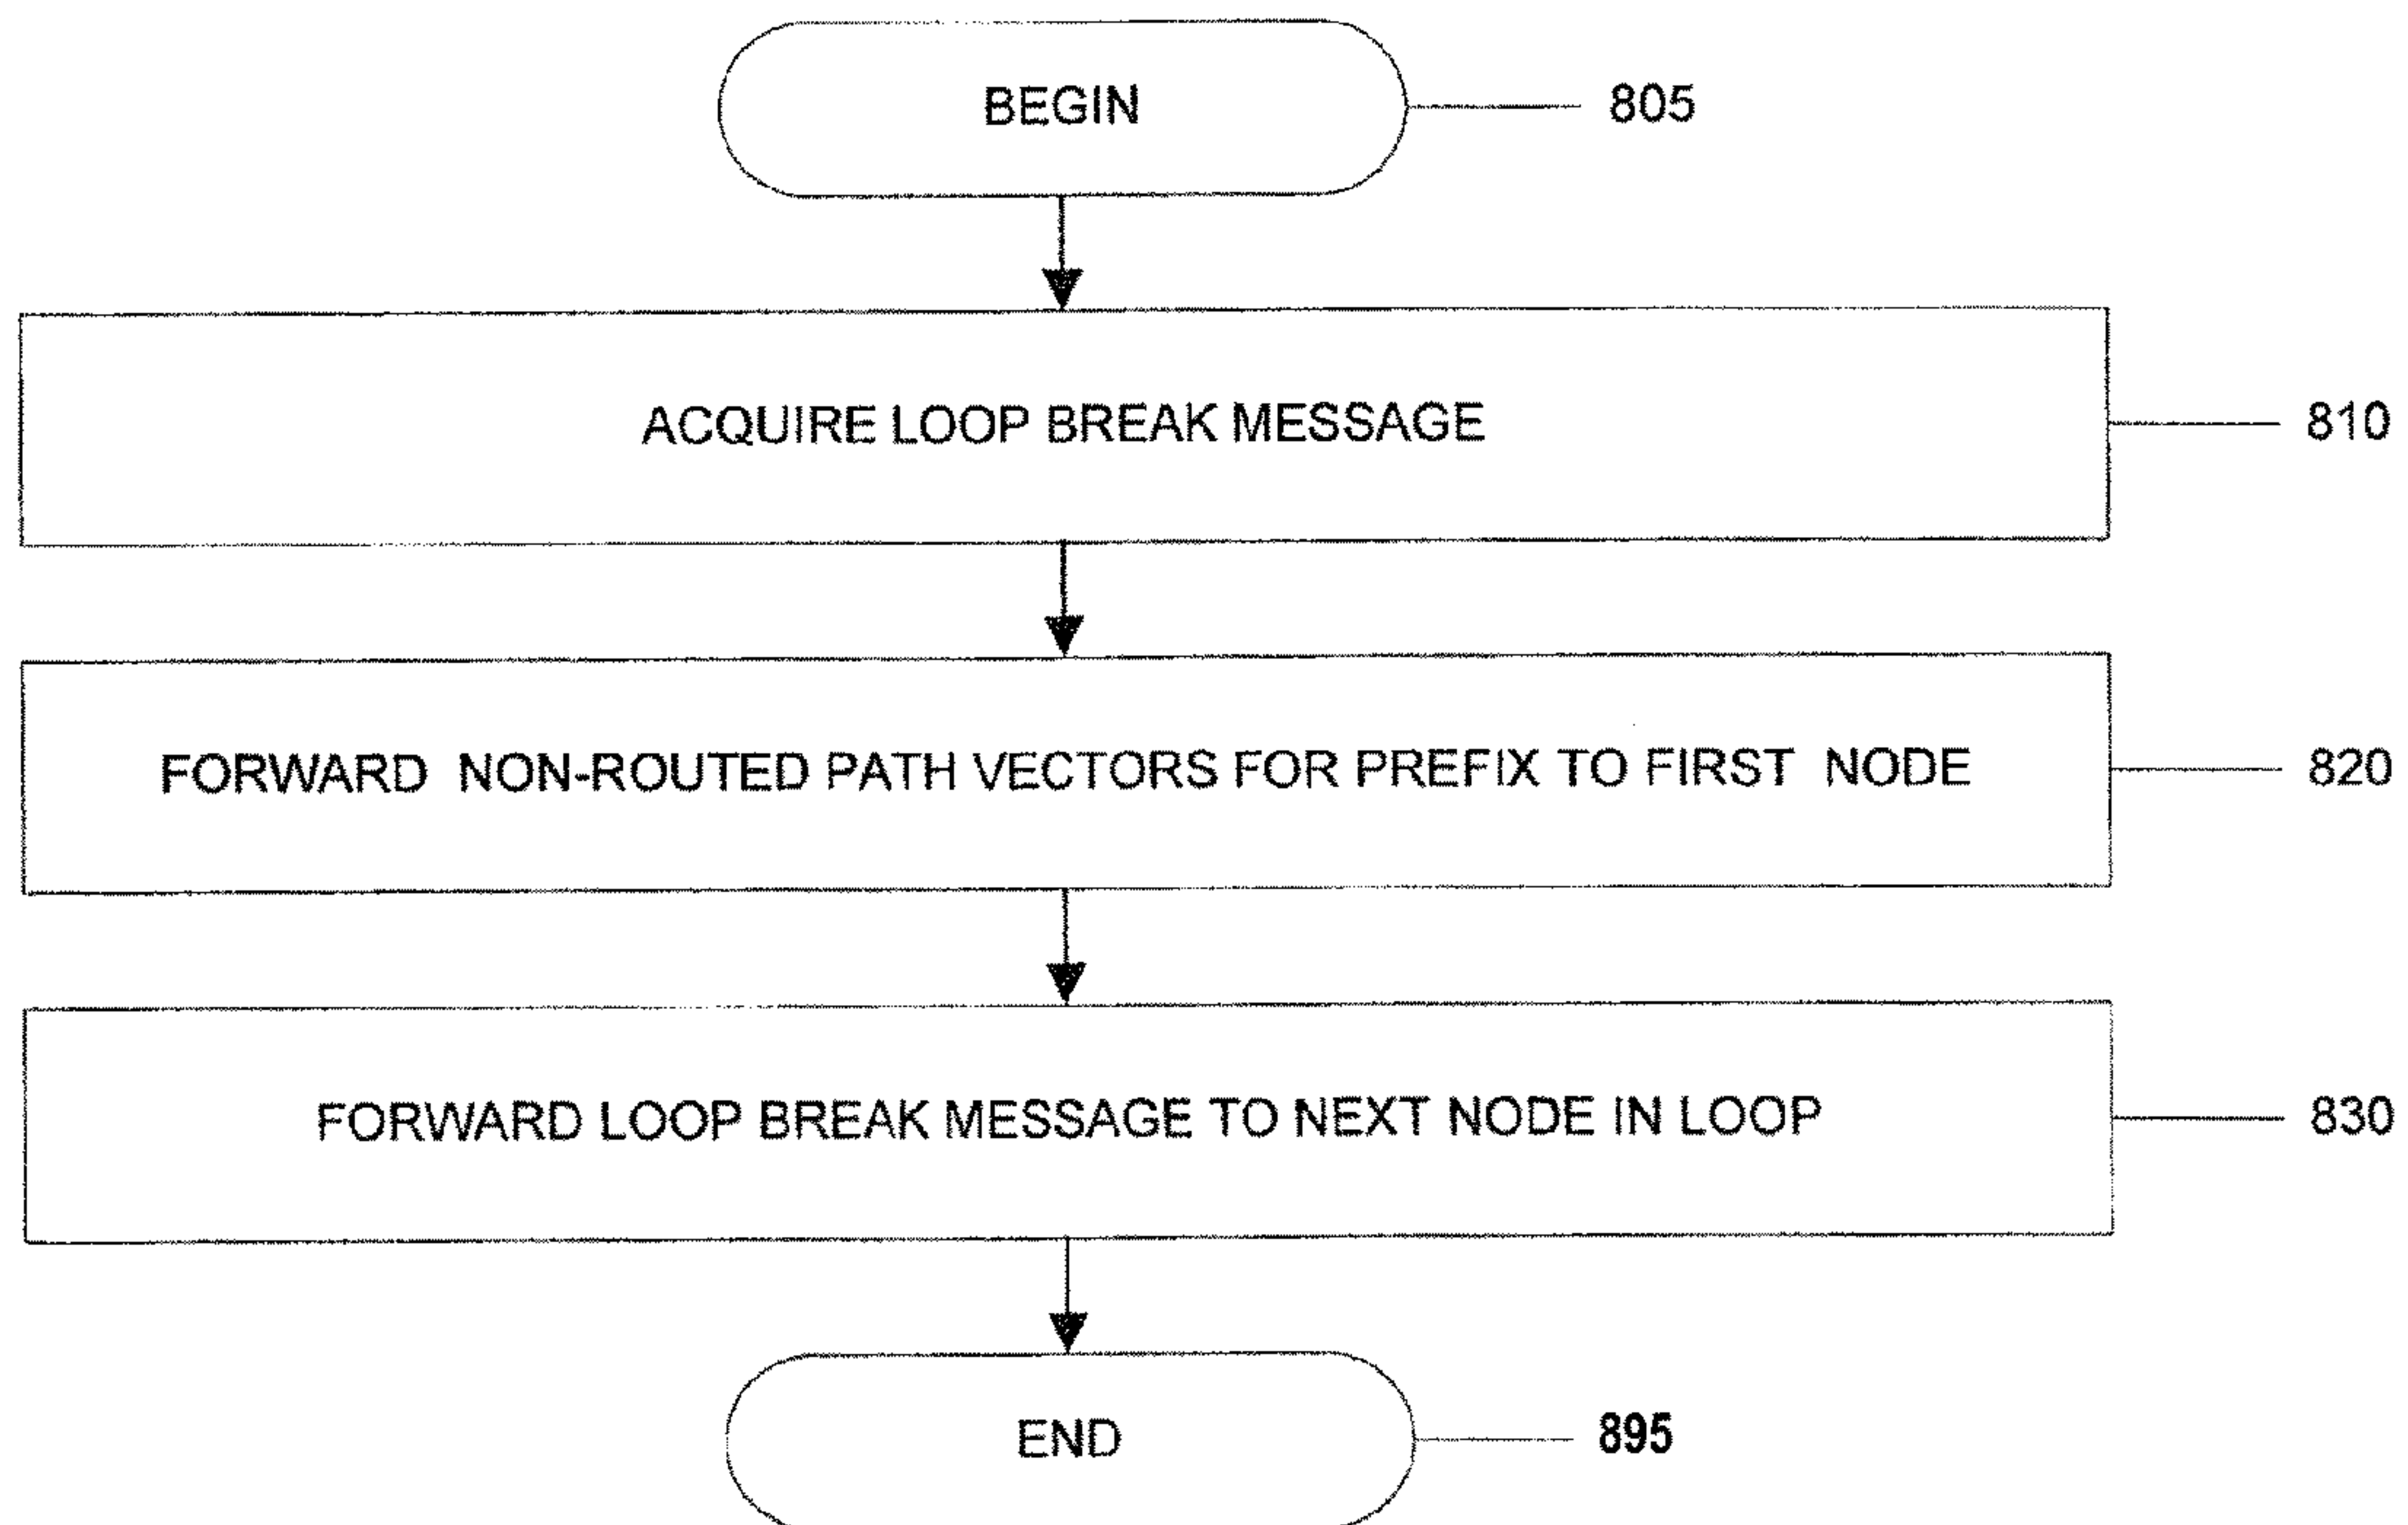 BEGIN
805
ACQUIRE LOOP BREAK MESSAGE
810
FORWARD NON-ROUTED PATH VECTORS FOR PREFIX TO FIRST NODE
820
FORWARD LOOP BREAK MESSAGE TO NEXT NODE IN LOOP
830
END
895